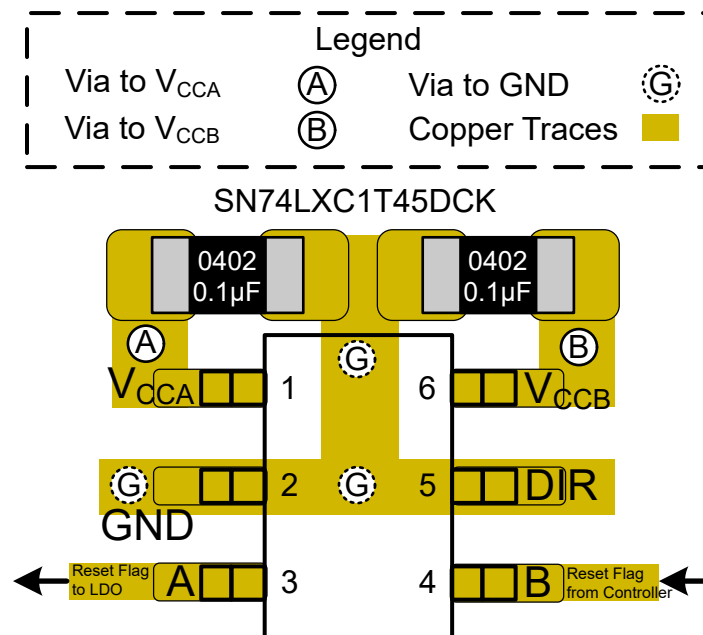 Legend
Via to VCCA A Via to GND G
Via to VCCB B Copper Traces
SN74LXC1T45DCK
0402 0402
0.1µF 0.1µF
A G B
VCCA 1 6 VCCB
G 2 G 5 DIR
GND
Reset Flag to LDO A 3 4 B Reset Flag from Controller